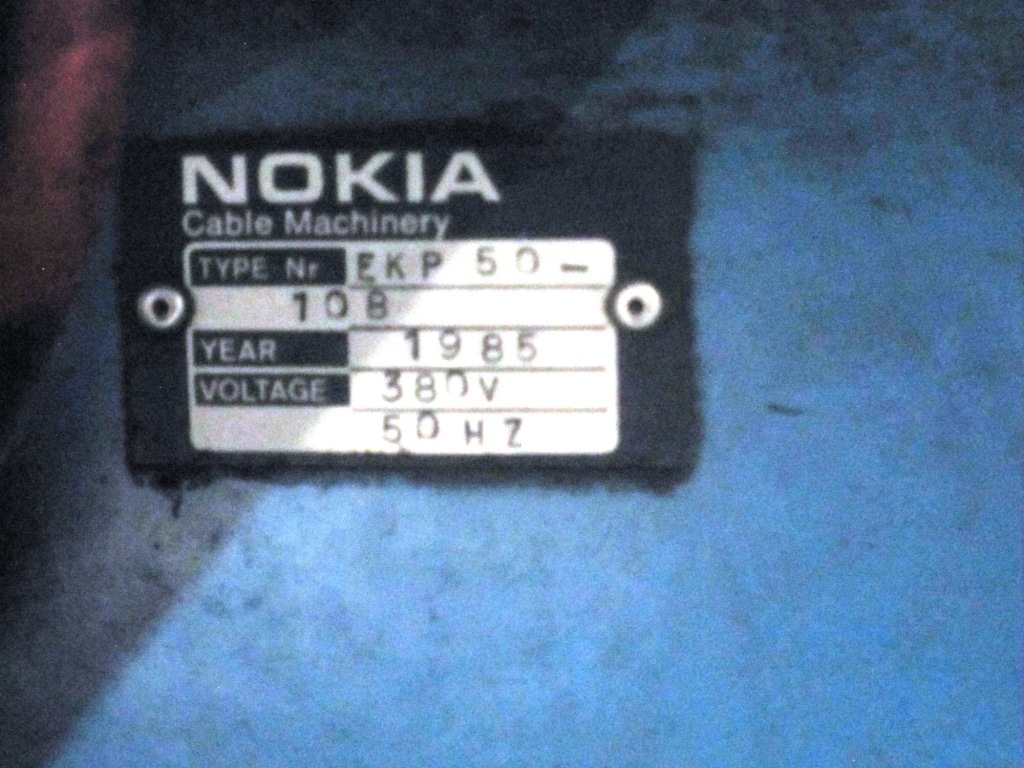 NOKIA
Cable Machinery
TYPE Nr EKP 50-
108
YEAR 1985
VOLTAGE 380V
50 HZ